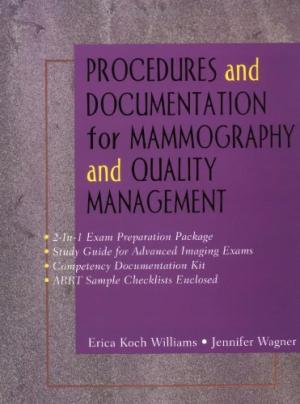 PROCEDURES and
DOCUMENTATION
for MAMMOGRAPHY
and QUALITY
MANAGEMENT
• 2-In-1 Exam Preparation Package
• Study Guide for Advanced Imaging Exams
• Competency Documentation Kit
• ARRT Sample Checklists Enclosed
Erica Koch Williams • Jennifer Wagner